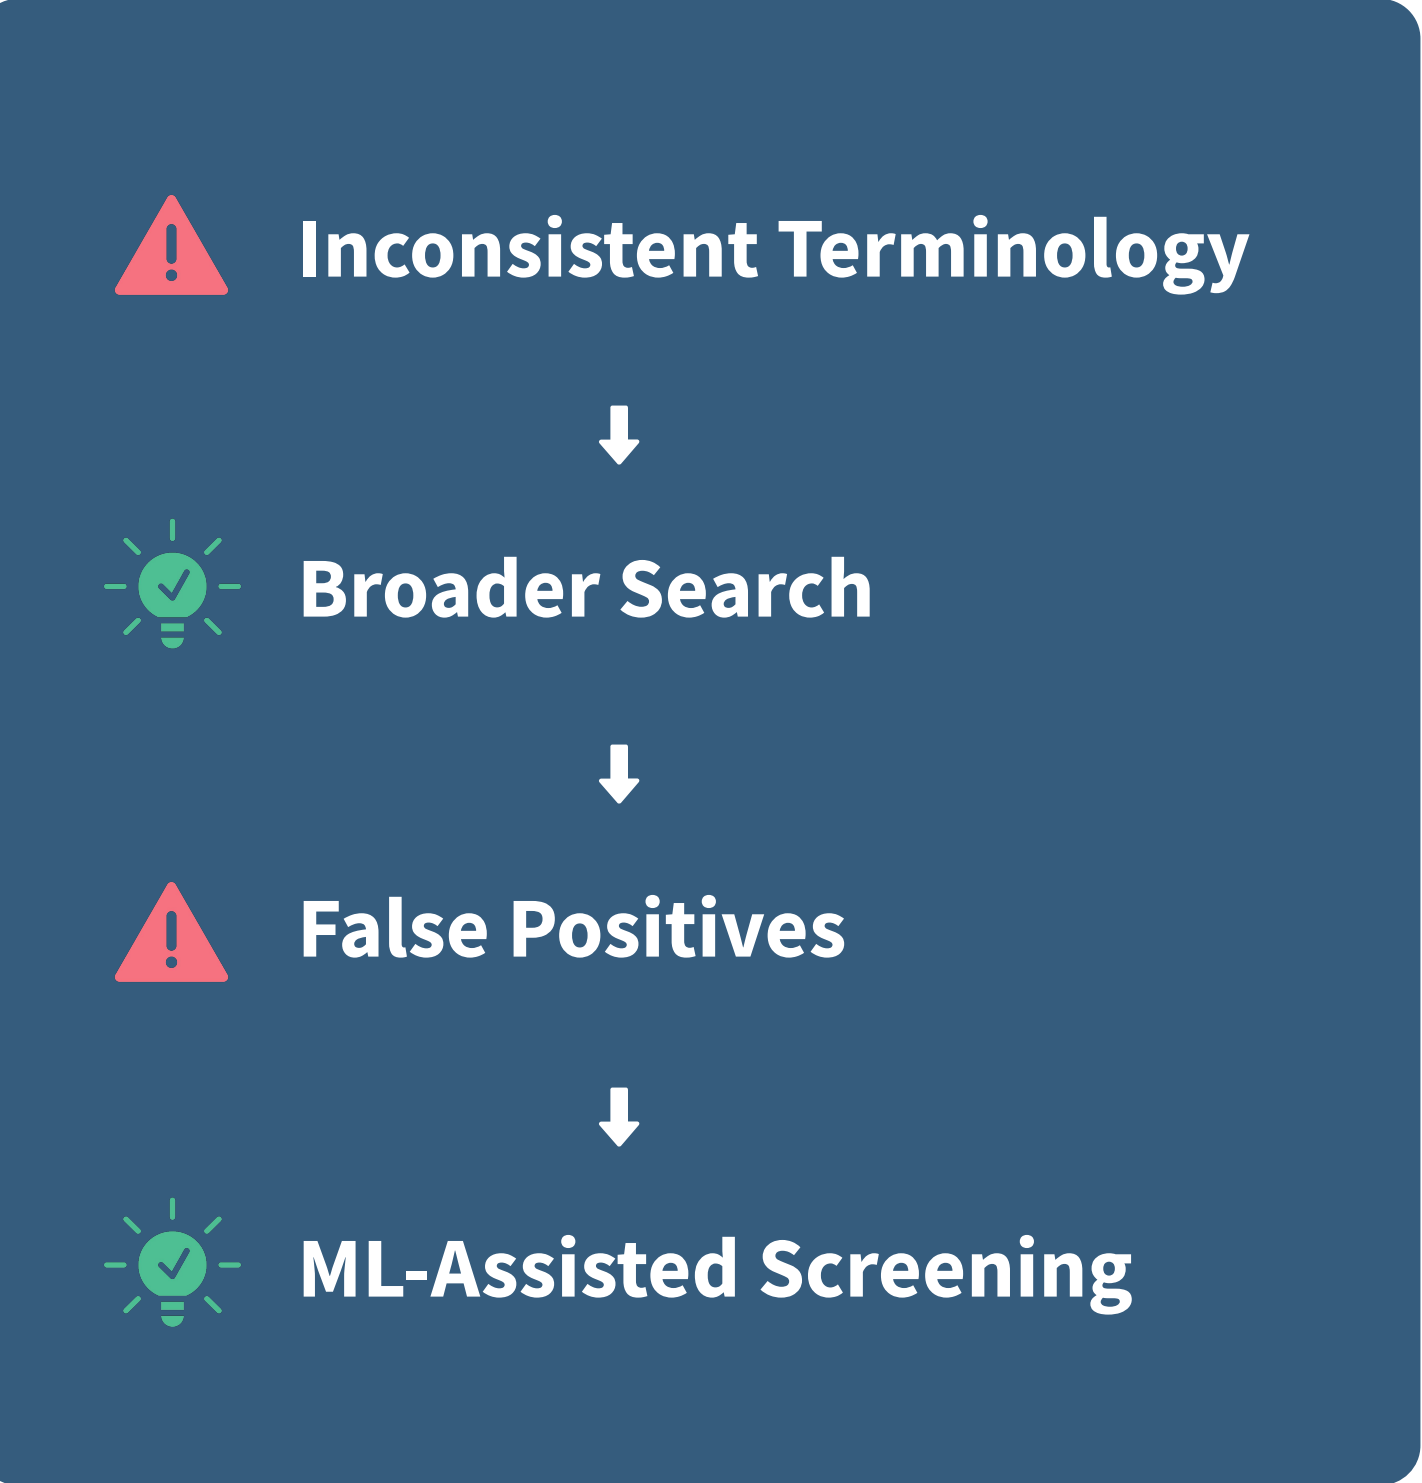 Inconsistent Terminology
Broader Search
False Positives
ML-Assisted Screening